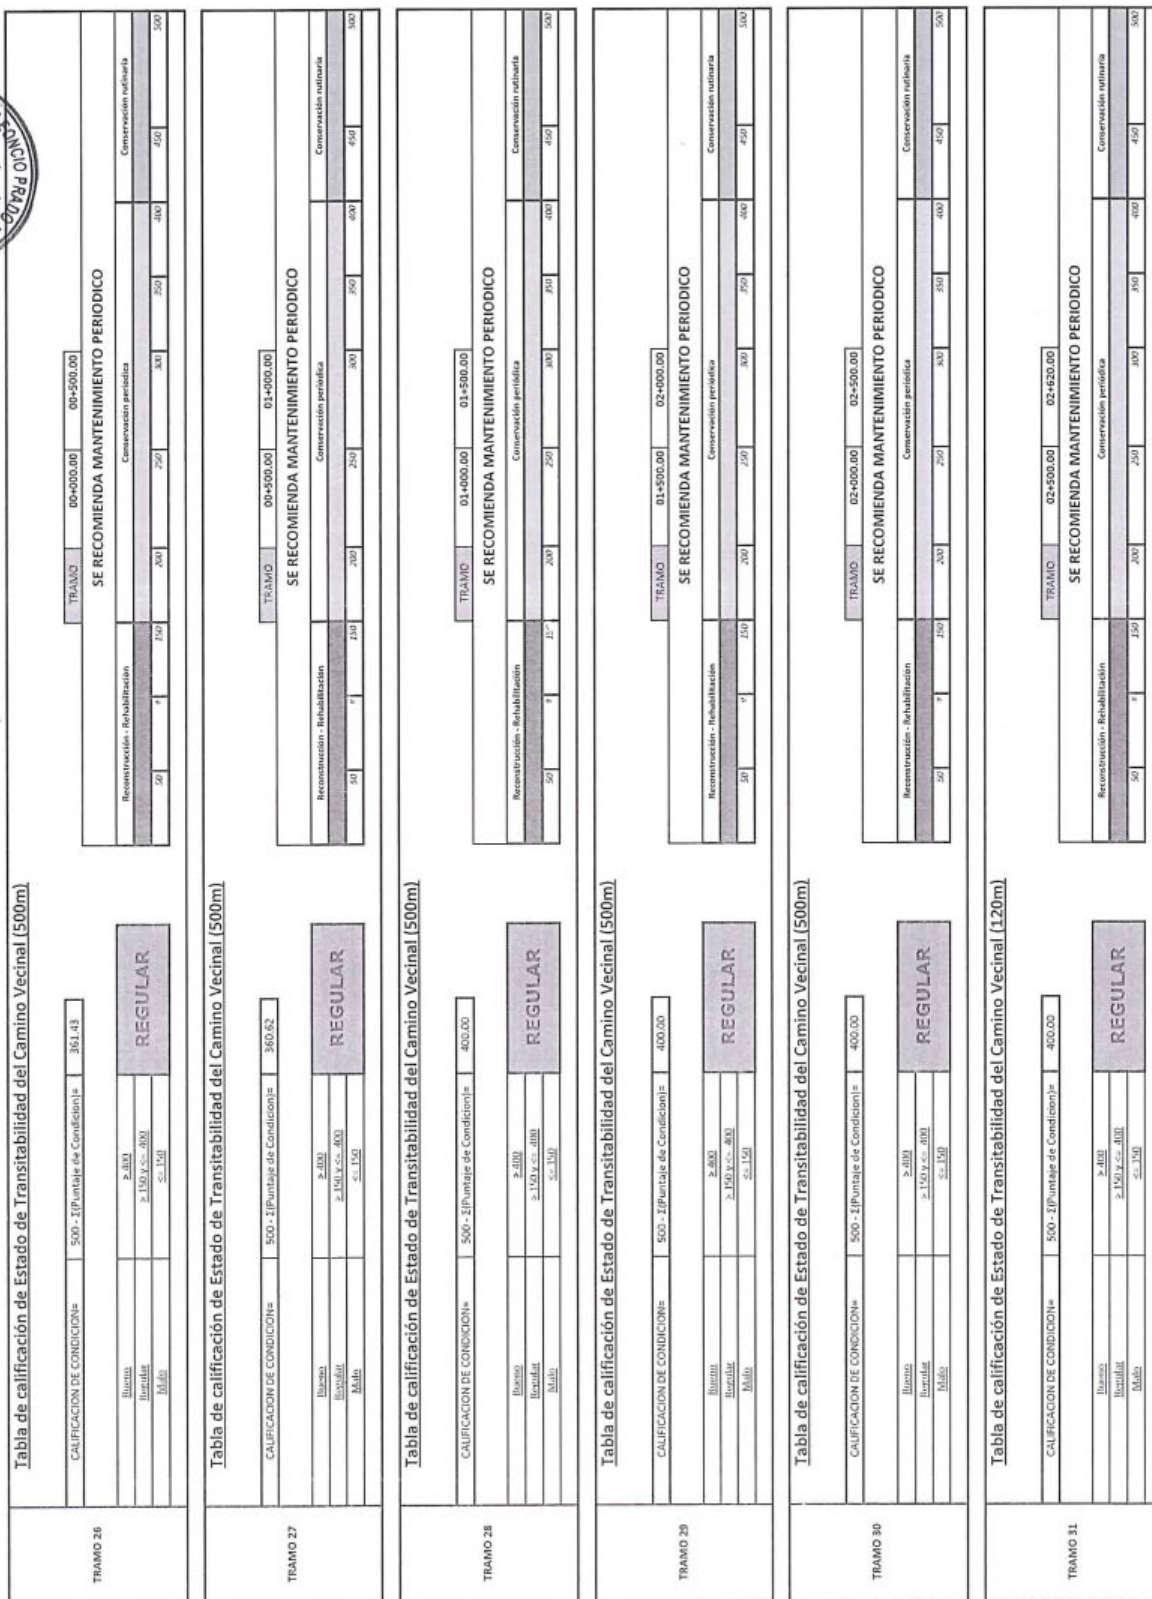 ONCIO PRADO
TRAMO 26
Tabla de calificación de Estado de Transitabilidad del Camino Vecinal (500m)
CALIFICACION DE CONDICION= 500 - Σ(Puntaje de Condicion)= 361.43
TRAMO 00+000.00 00+500.00
SE RECOMIENDA MANTENIMIENTO PERIODICO
Bueno > 400
Regular > 150 y <= 400
Malo <= 150
REGULAR
Reconstrucción - Rehabilitación Conservación periódica Conservación rutinaria
50 150 200 250 300 350 400 450 500
TRAMO 27
Tabla de calificación de Estado de Transitabilidad del Camino Vecinal (500m)
CALIFICACION DE CONDICION= 500 - Σ(Puntaje de Condicion)= 360.62
TRAMO 00+500.00 01+000.00
SE RECOMIENDA MANTENIMIENTO PERIODICO
Bueno > 400
Regular > 150 y <= 400
Malo <= 150
REGULAR
Reconstrucción - Rehabilitación Conservación periódica Conservación rutinaria
50 150 200 250 300 350 400 450 500
TRAMO 28
Tabla de calificación de Estado de Transitabilidad del Camino Vecinal (500m)
CALIFICACION DE CONDICION= 500 - Σ(Puntaje de Condicion)= 400.00
TRAMO 01+000.00 01+500.00
SE RECOMIENDA MANTENIMIENTO PERIODICO
Bueno > 400
Regular > 150 y <= 400
Malo <= 150
REGULAR
Reconstrucción - Rehabilitación Conservación periódica Conservación rutinaria
50 200 250 300 350 400 450 500
TRAMO 29
Tabla de calificación de Estado de Transitabilidad del Camino Vecinal (500m)
CALIFICACION DE CONDICION= 500 - Σ(Puntaje de Condicion)= 400.00
TRAMO 01+500.00 02+000.00
SE RECOMIENDA MANTENIMIENTO PERIODICO
Bueno > 400
Regular > 150 y <= 400
Malo <= 150
REGULAR
Reconstrucción - Rehabilitación Conservación periódica Conservación rutinaria
50 150 200 250 300 350 400 450 500
TRAMO 30
Tabla de calificación de Estado de Transitabilidad del Camino Vecinal (500m)
CALIFICACION DE CONDICION= 500 - Σ(Puntaje de Condicion)= 400.00
TRAMO 02+000.00 02+500.00
SE RECOMIENDA MANTENIMIENTO PERIODICO
Bueno > 400
Regular > 150 y <= 400
Malo <= 150
REGULAR
Reconstrucción - Rehabilitación Conservación periódica Conservación rutinaria
50 150 200 250 300 350 400 450 500
TRAMO 31
Tabla de calificación de Estado de Transitabilidad del Camino Vecinal (120m)
CALIFICACION DE CONDICION= 500 - Σ(Puntaje de Condicion)= 400.00
TRAMO 02+500.00 02+620.00
SE RECOMIENDA MANTENIMIENTO PERIODICO
Bueno > 400
Regular > 150 y <= 400
Malo <= 150
REGULAR
Reconstrucción - Rehabilitación Conservación periódica Conservación rutinaria
50 150 200 250 300 350 400 450 500